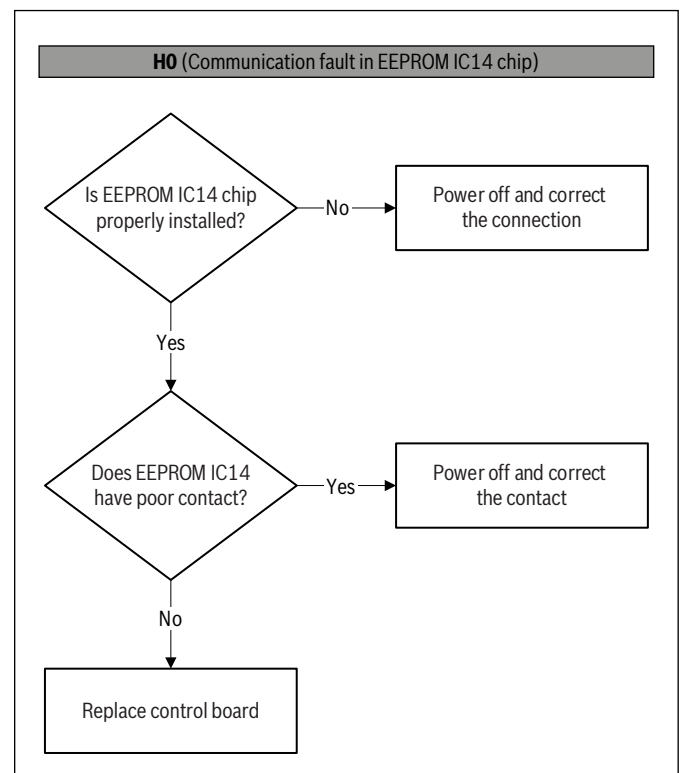 H0 (Communication fault in EEPROM IC14 chip)
Is EEPROM IC14 chip
properly installed?
No
Power off and correct
the connection
Yes
Does EEPROM IC14
have poor contact?
Yes
Power off and correct
the contact
No
Replace control board